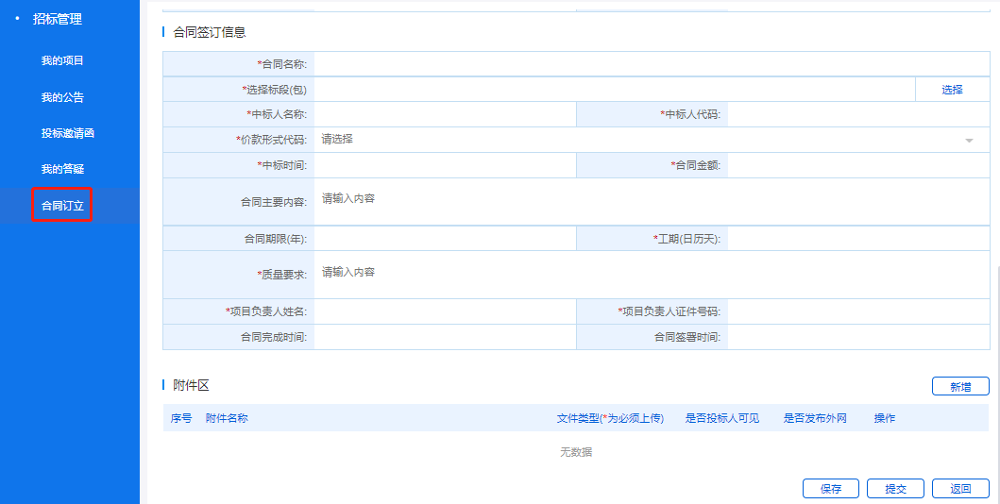 招标管理
我的项目
我的公告
投标邀请函
我的答疑
合同订立
合同签订信息
*合同名称:
*选择标段(包) 选择
*中标人名称: *中标人代码:
*价款形式代码: 请选择
*中标时间: *合同金额:
合同主要内容: 请输入内容
合同期限(年): *工期(日历天):
*质量要求: 请输入内容
*项目负责人姓名: *项目负责人证件号码:
合同完成时间: 合同签署时间:
附件区 新增
序号 附件名称 文件类型(*为必须上传) 是否投标人可见 是否发布外网 操作
无数据
保存 提交 返回